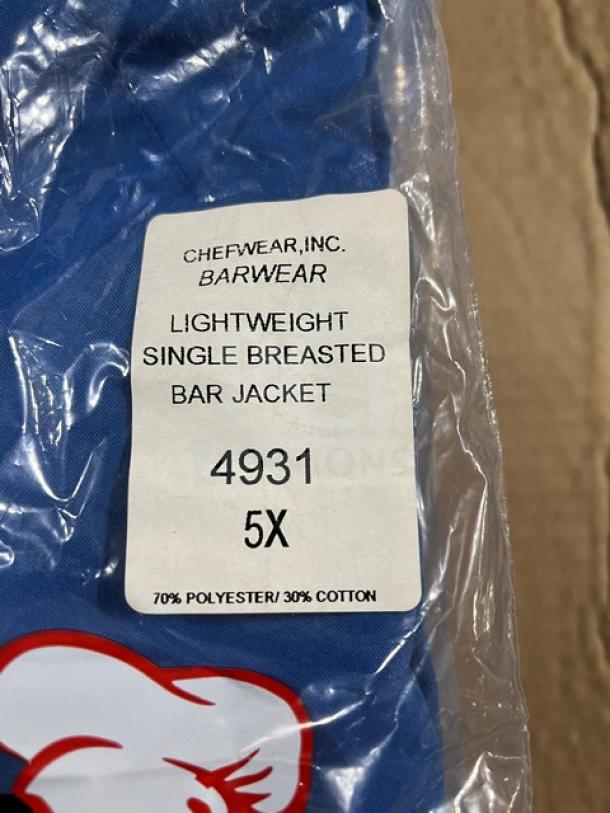 CHEFWEAR,INC.
BARWEAR
LIGHTWEIGHT
SINGLE BREASTED
BAR JACKET
4931
5X
70% POLYESTER/ 30% COTTON